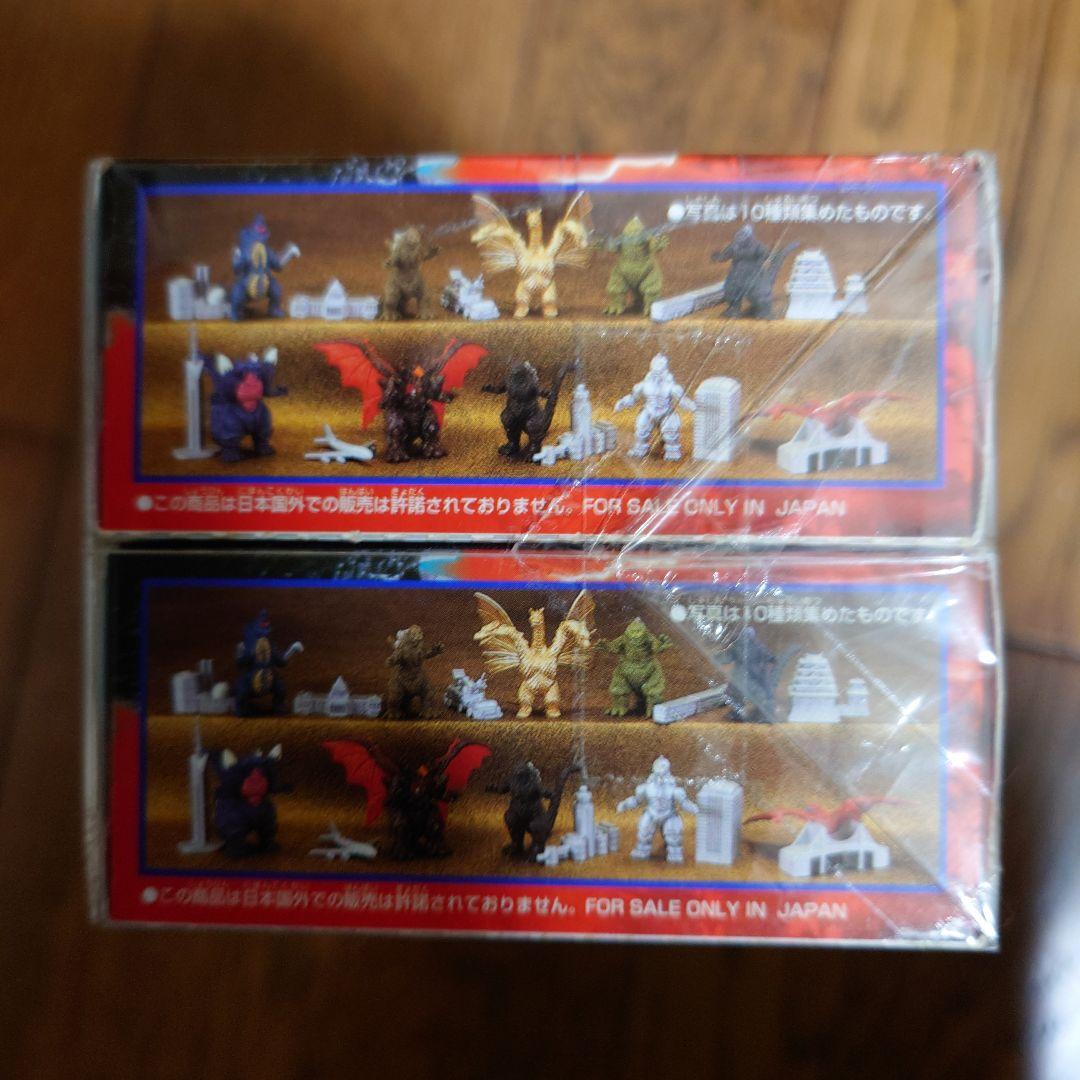 ●写真は10種類集めたものです。
●この商品は日本国外での販売は許諾されておりません。FOR SALE ONLY IN JAPAN
●写真は10種類集めたものです。
●この商品は日本国外での販売は許諾されておりません。FOR SALE ONLY IN JAPAN